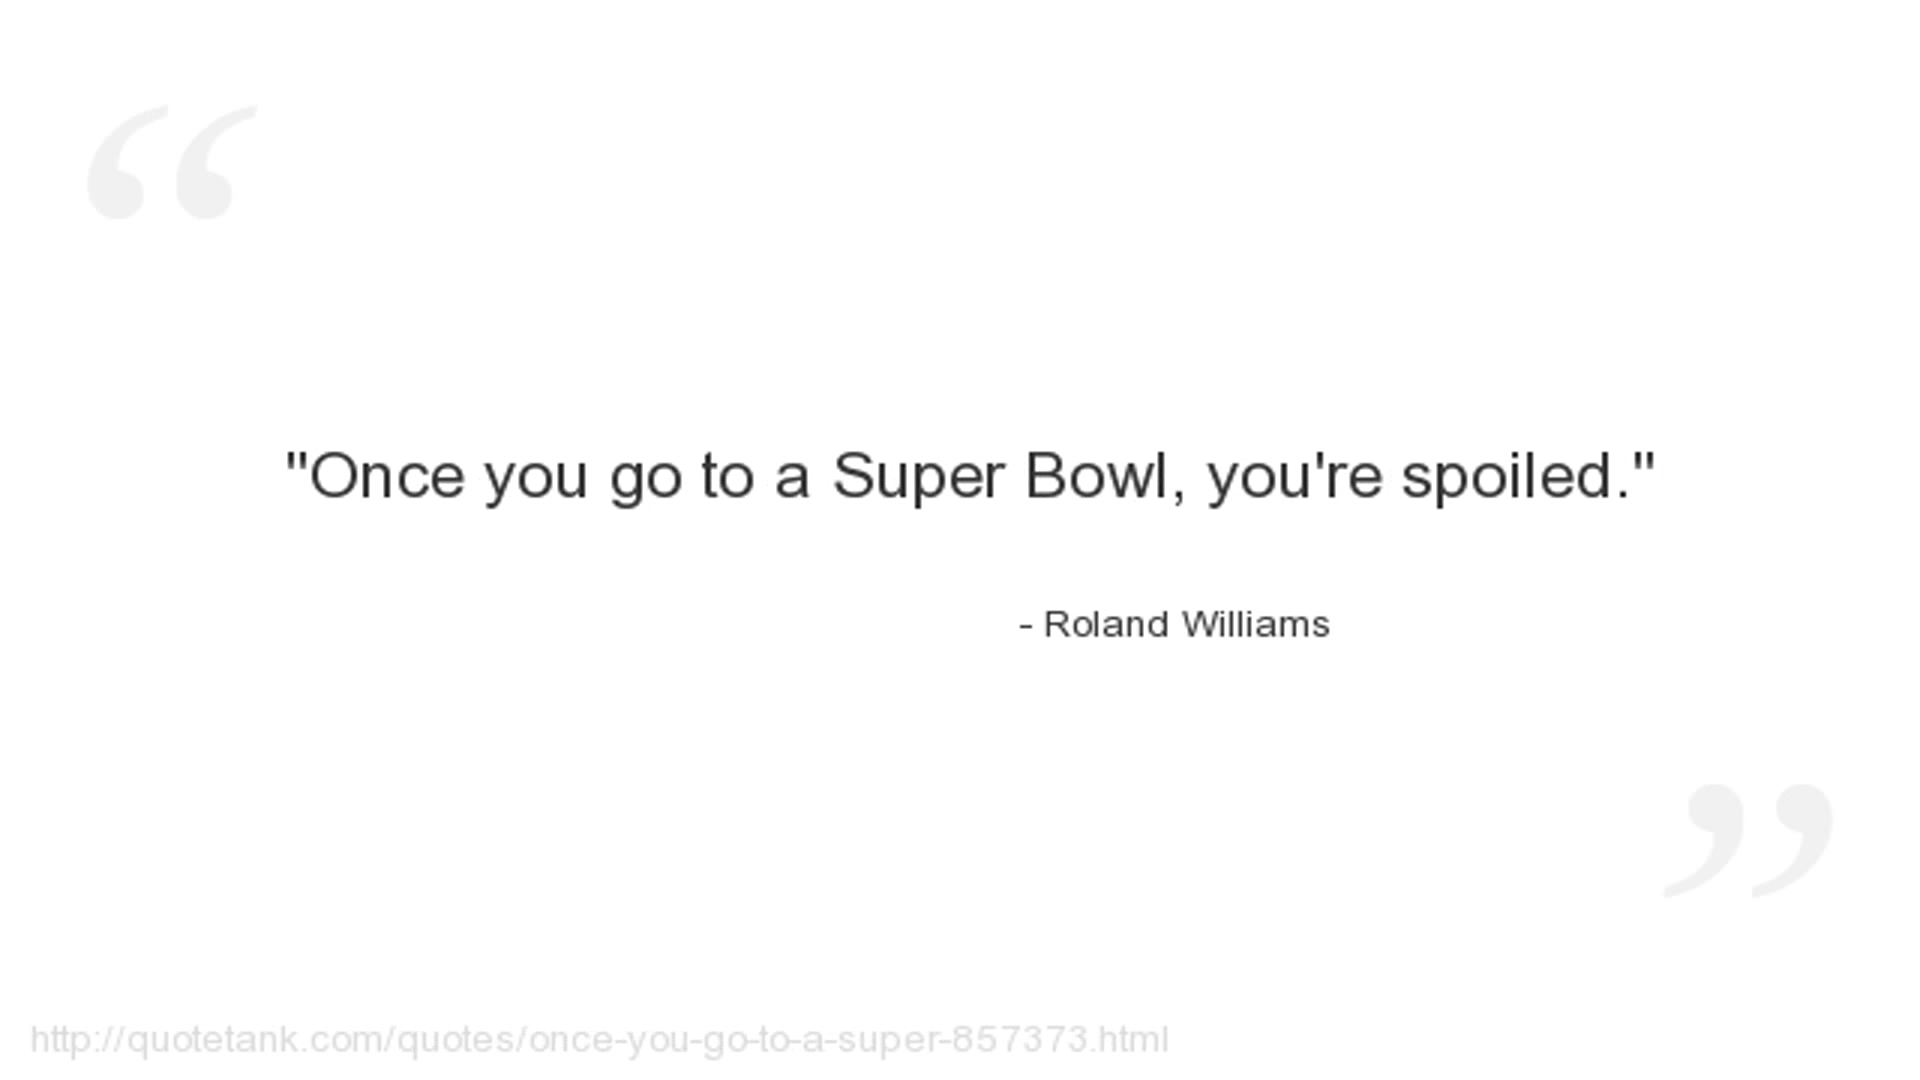 "Once you go to a Super Bowl, you're spoiled."
- Roland Williams
http://quotetank.com/quotes/once-you-go-to-a-super-857373.html